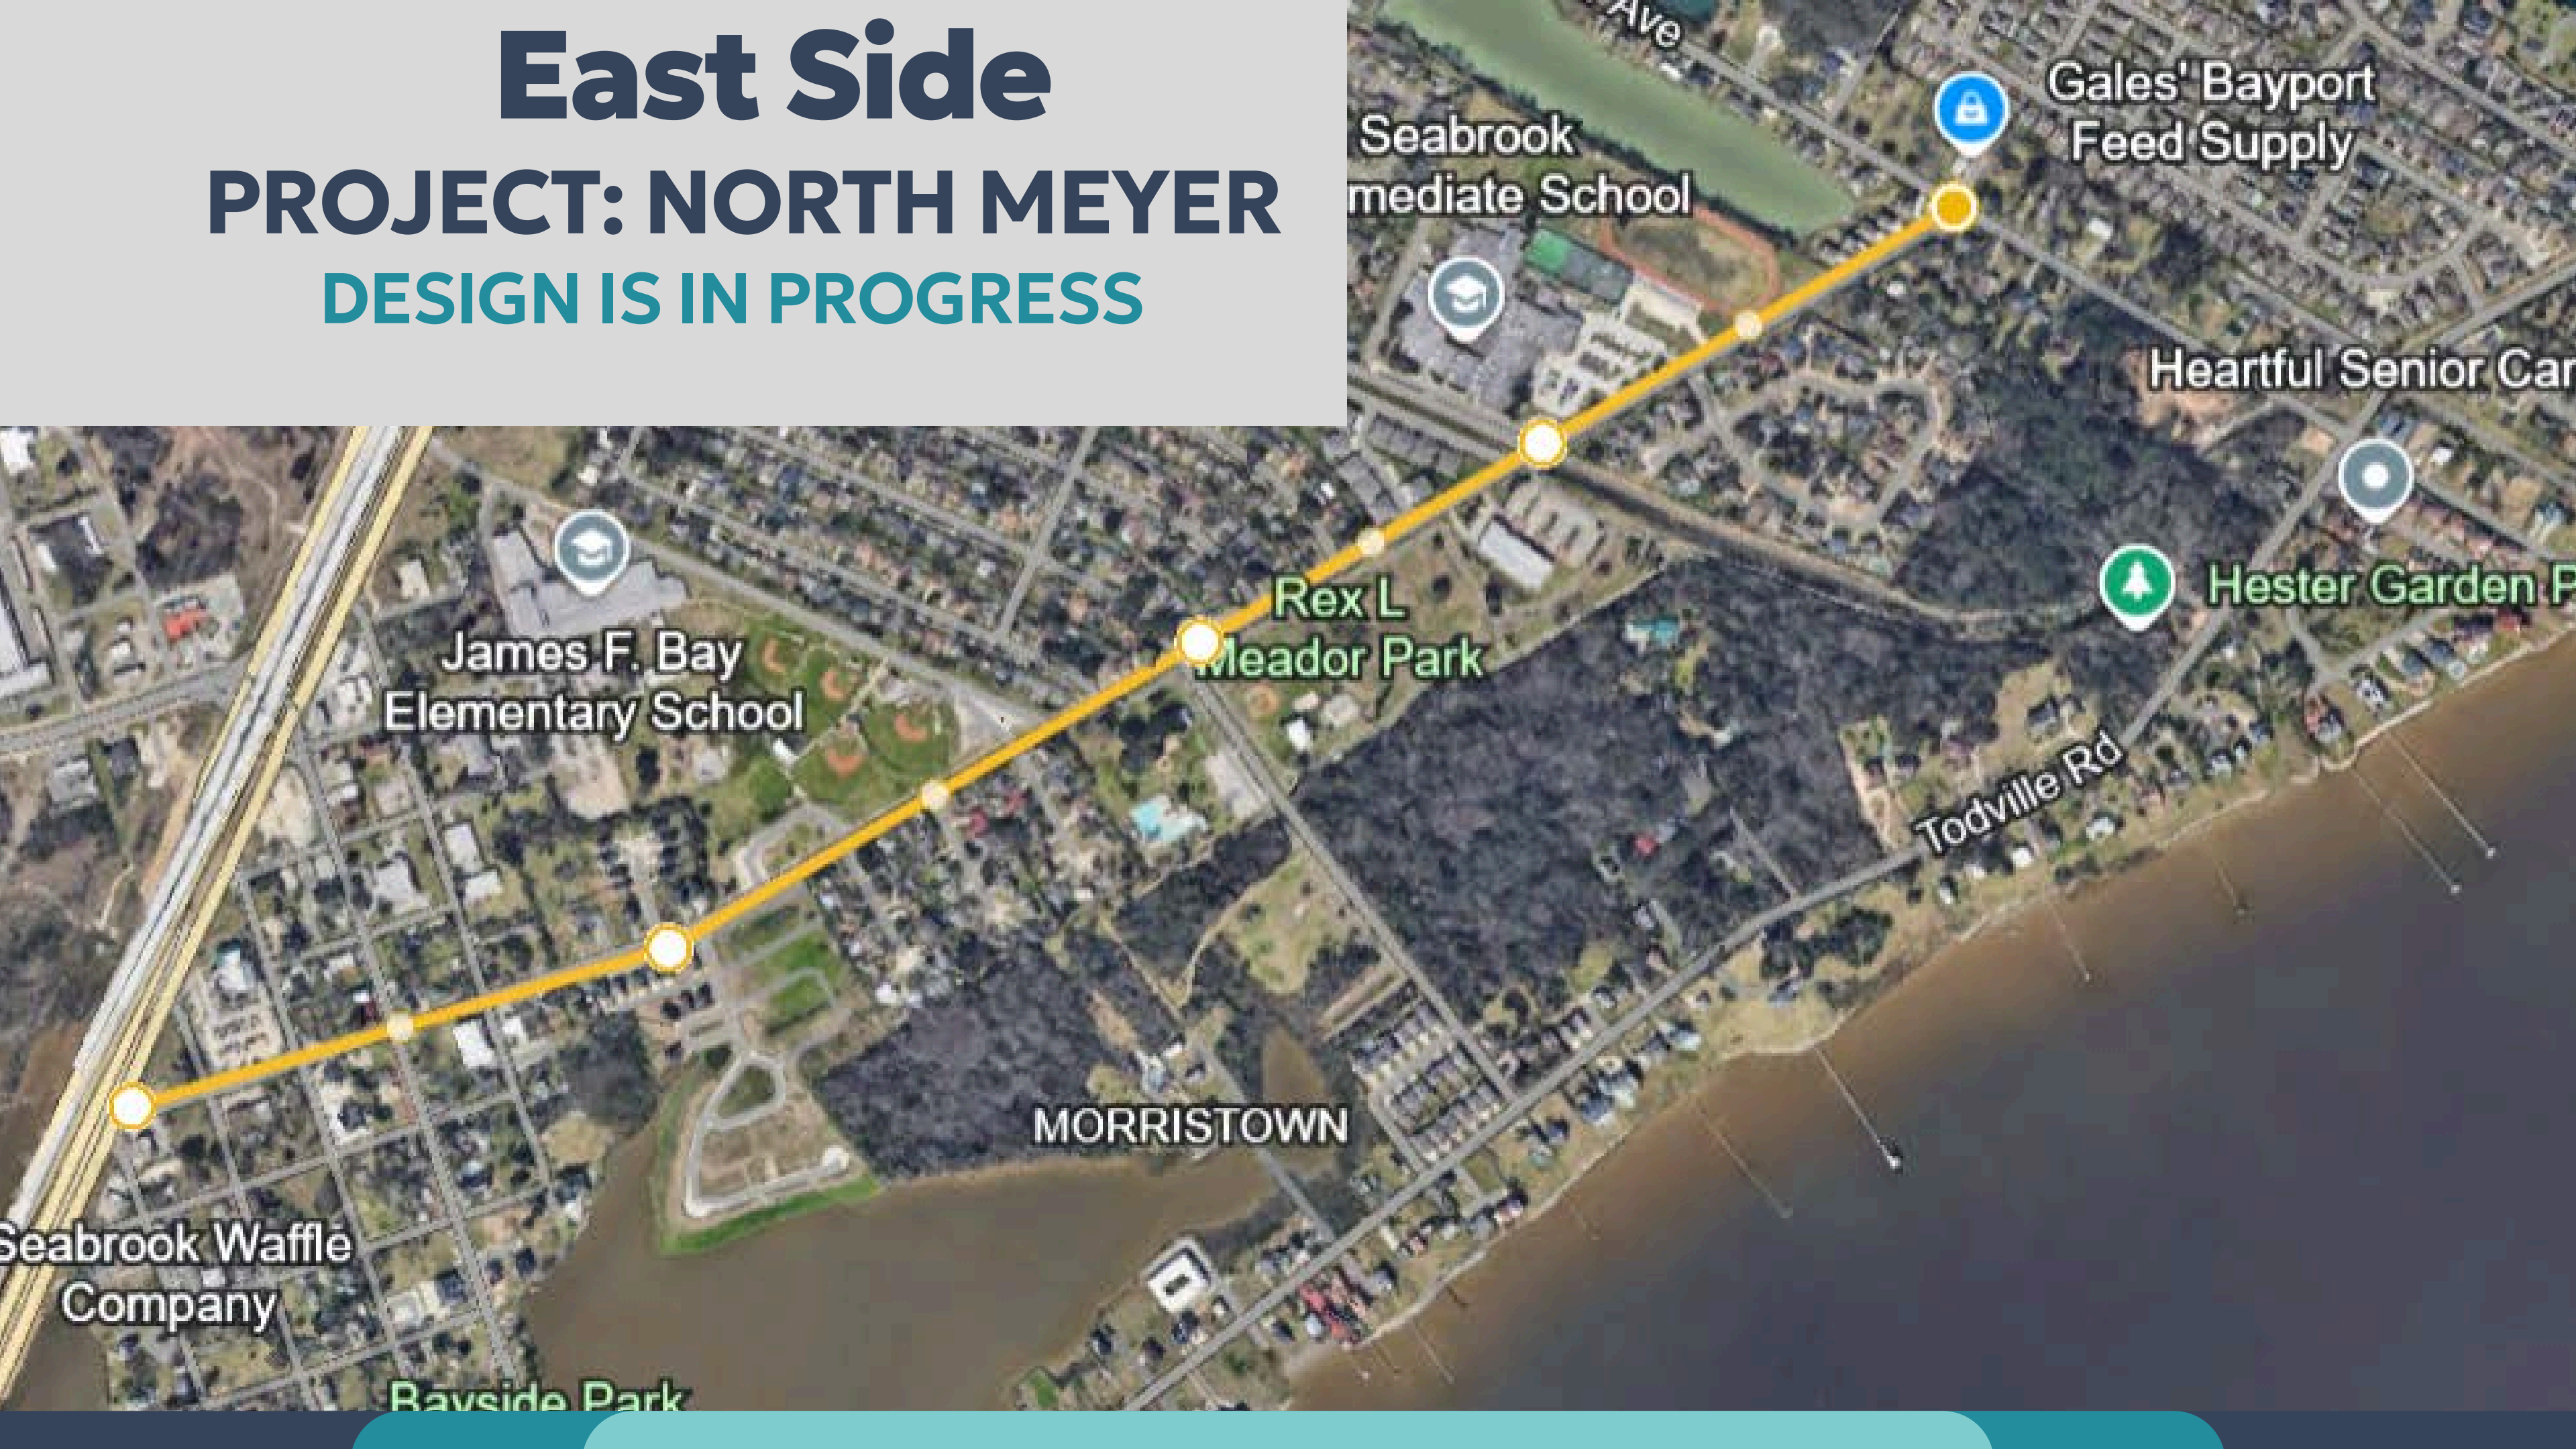 East Side
PROJECT: NORTH MEYER
DESIGN IS IN PROGRESS
Ave
Gales' Bayport
Feed Supply
Seabrook
mediate School
Heartful Senior Car
Hester Garden P
Rex L
Meador Park
James F. Bay
Elementary School
Todville Rd
MORRISTOWN
Seabrook Waffle
Company
Bayside Park